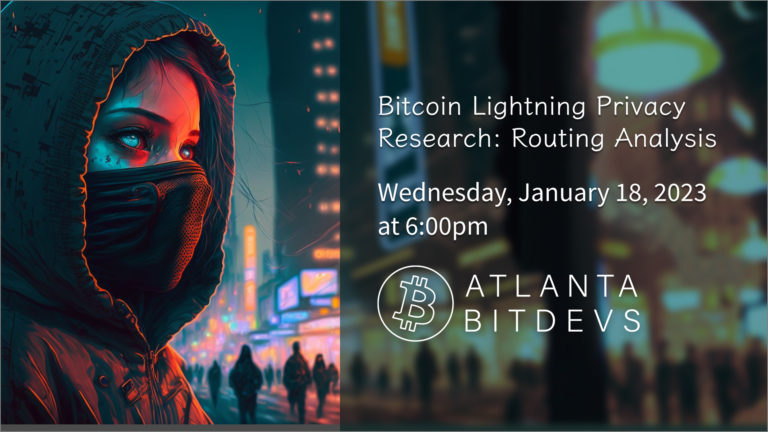 Bitcoin Lightning Privacy
Research: Routing Analysis
Wednesday, January 18, 2023
at 6:00pm
ATLANTA
BITDEVS